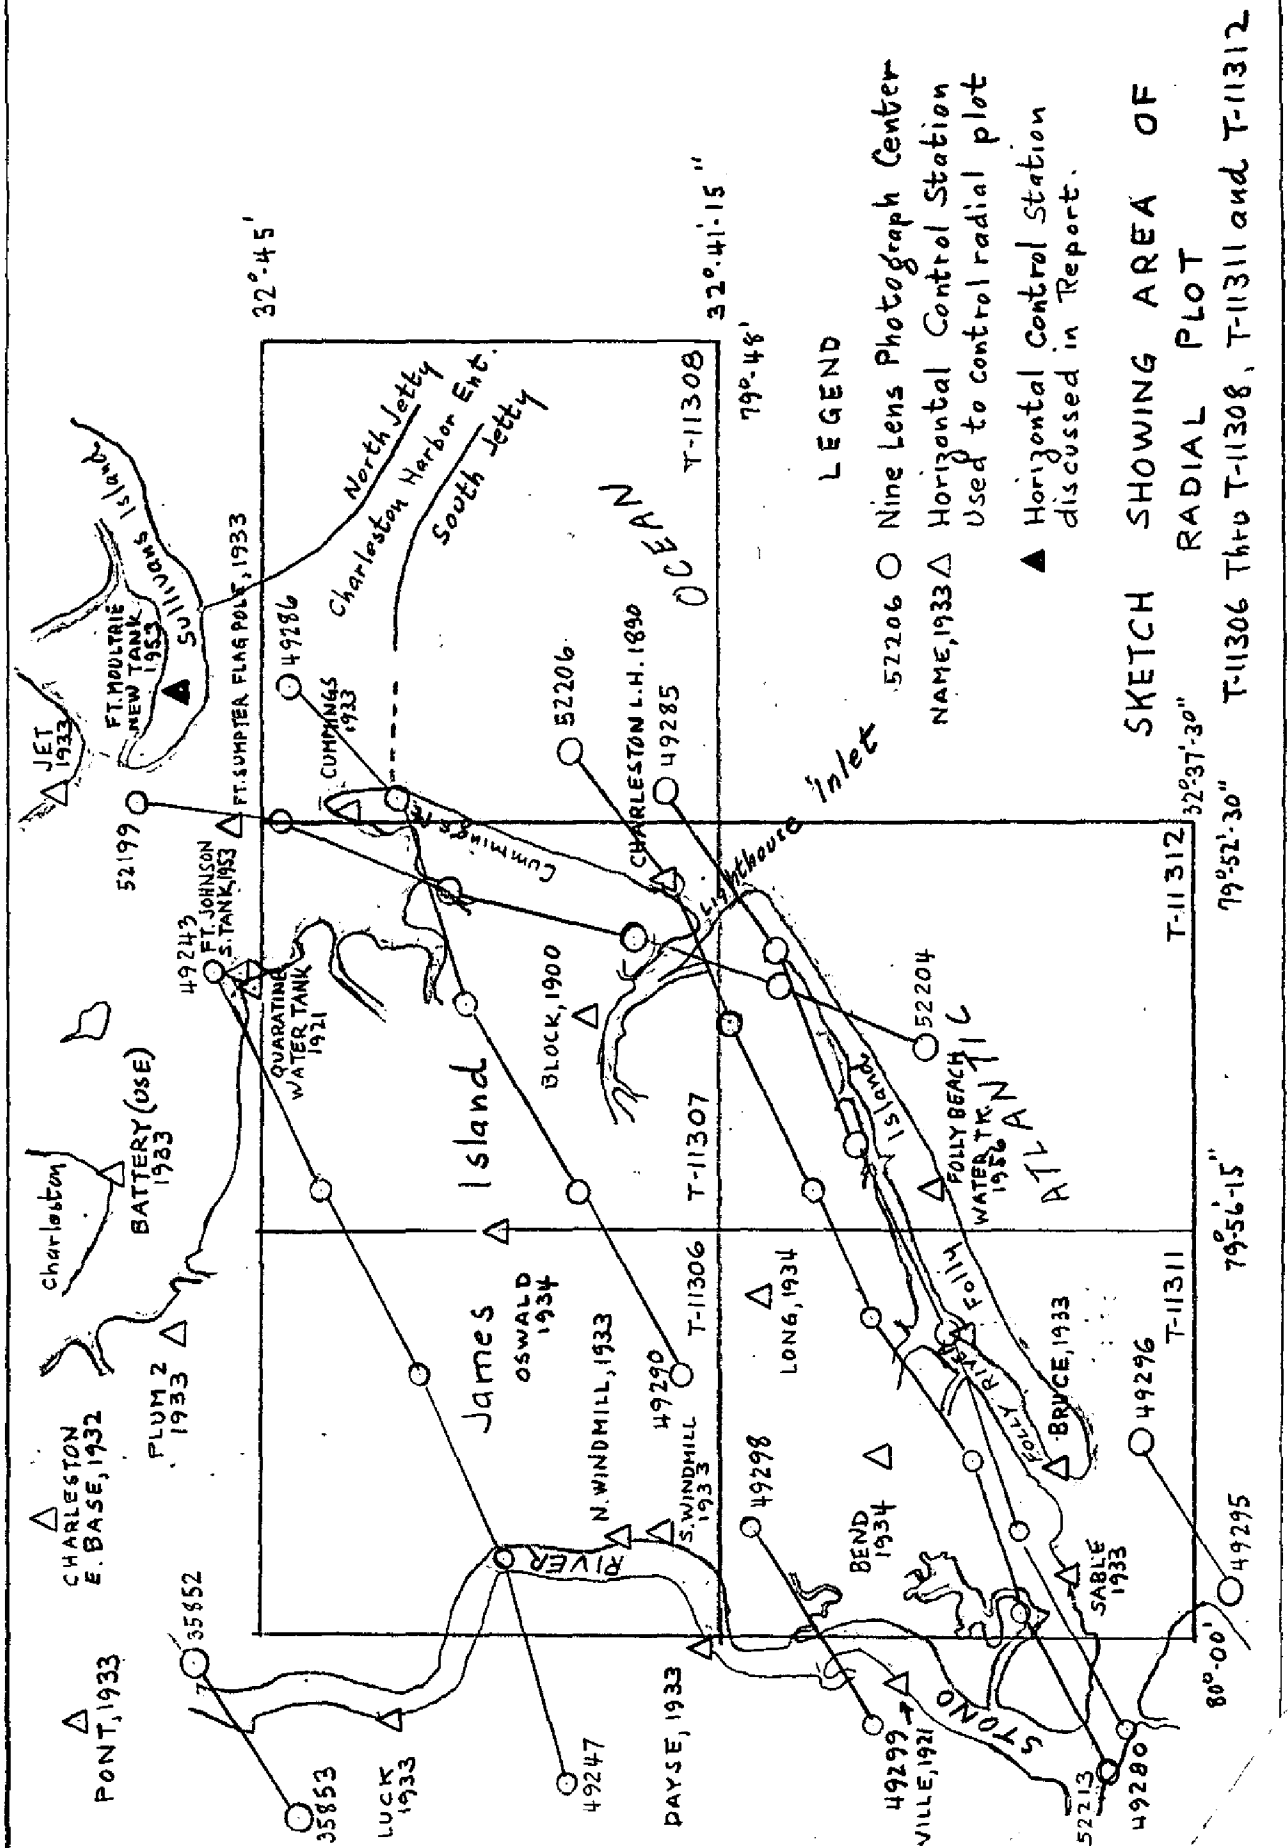 PONT, 1933
CHARLESTON
E. BASE, 1932
35852
35853
LUCK
1933
PLUM 2
1933
Charleston
BATTERY (USE)
1933
49243
FT. JOHNSON
S. TANK, 1953
QUARATINE
WATER TANK
1921
52199
JET
1933
FT. MOULTRIE
NEW TANK
1953
Sullivans Island
FT. SUMPTER FLAGPOLE, 1933
49286
CUMMINGS
1933
North Jetty
Charleston Harbor Ent.
South Jetty
32°-45'
49247
RIVER
James Island
OSWALD
1934
N. WINDMILL, 1933
S. WINDMILL
1933
49290
T-11306
BLOCK, 1900
T-11307
Cummings Pt.
52206
CHARLESTON L.H. 1890
49285
OCEAN
T-11308
32°-41'-15"
79°-48'
DAYSE, 1933
49298
49299
VILLE, 1921
STONO
BEND
1934
LONG, 1934
Lighthouse Inlet
52204
Folly Island
FOLLY BEACH
WATER TK.
1956
ATLANTIC
FOLLY RIVER
BRUCE, 1933
SABLE
1933
52213
49280
49296
49295
T-11311
T-11312
32°-37'-30"
80°-00'
79°-56'-15"
79°-52'-30"
LEGEND
52206 Nine Lens Photograph Center
NAME, 1933 Horizontal Control Station
Used to control radial plot
Horizontal Control Station
discussed in Report.
SKETCH SHOWING AREA OF
RADIAL PLOT
T-11306 Thru T-11308, T-11311 and T-11312